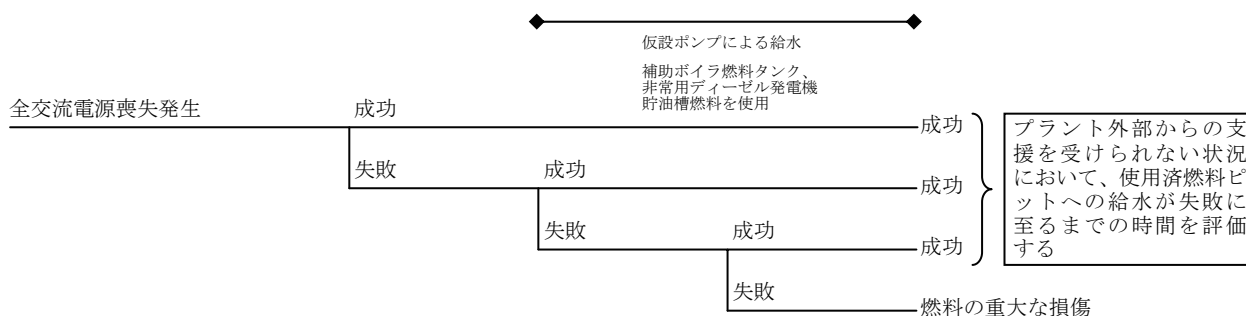 仮設ポンプによる給水
補助ボイラ燃料タンク、
非常用ディーゼル発電機
貯油槽燃料を使用
全交流電源喪失発生
成功
成功
失敗
成功
成功
失敗
成功
成功
失敗
燃料の重大な損傷
プラント外部からの支
援を受けられない状況
において、使用済燃料ピ
ットへの給水が失敗に
至るまでの時間を評価
する